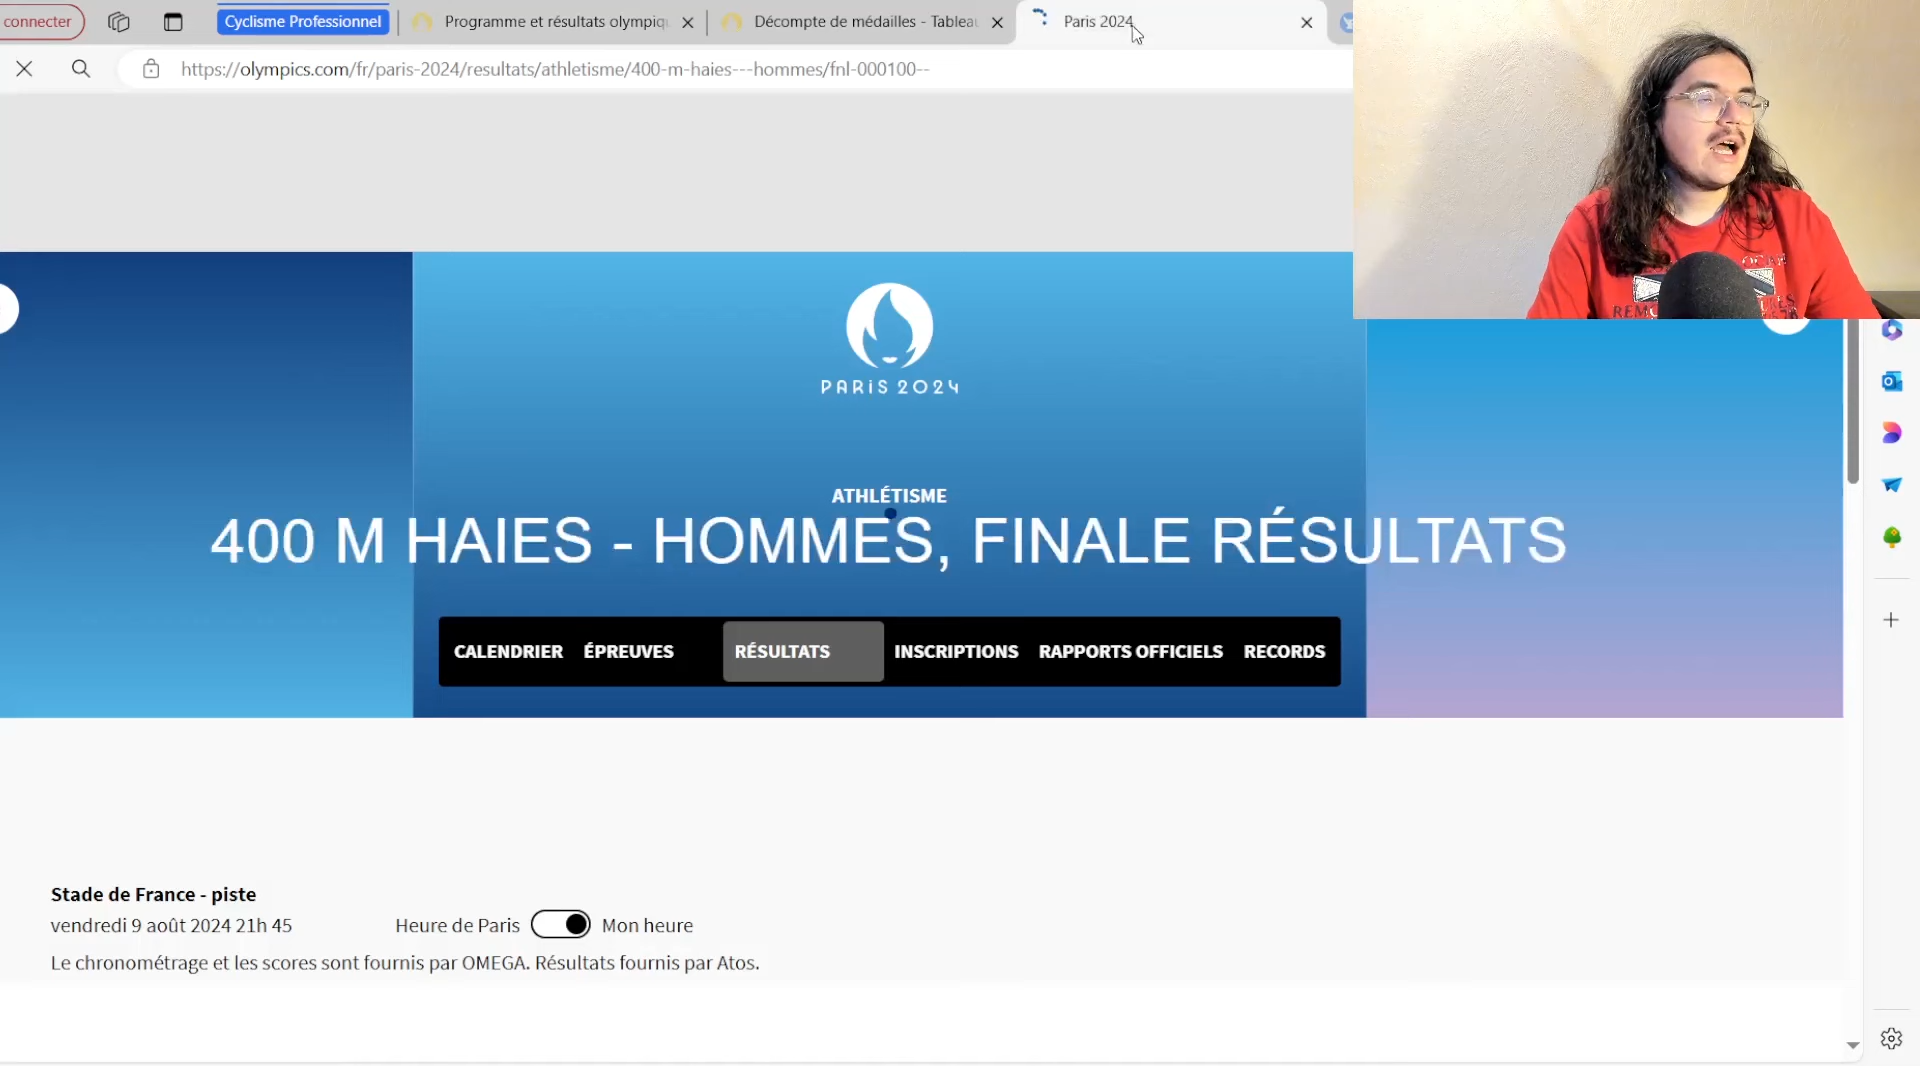 connecter
Cyclisme Professionnel
Programme et résultats olympiq
Décompte de médailles - Tablea
Paris 2024
https://olympics.com/fr/paris-2024/resultats/athletisme/400-m-haies---hommes/fnl-000100--
PARIS 2024
ATHLÉTISME
400 M HAIES - HOMMES, FINALE RÉSULTATS
CALENDRIER ÉPREUVES RÉSULTATS INSCRIPTIONS RAPPORTS OFFICIELS RECORDS
Stade de France - piste
vendredi 9 août 2024 21h 45 Heure de Paris Mon heure
Le chronométrage et les scores sont fournis par OMEGA. Résultats fournis par Atos.